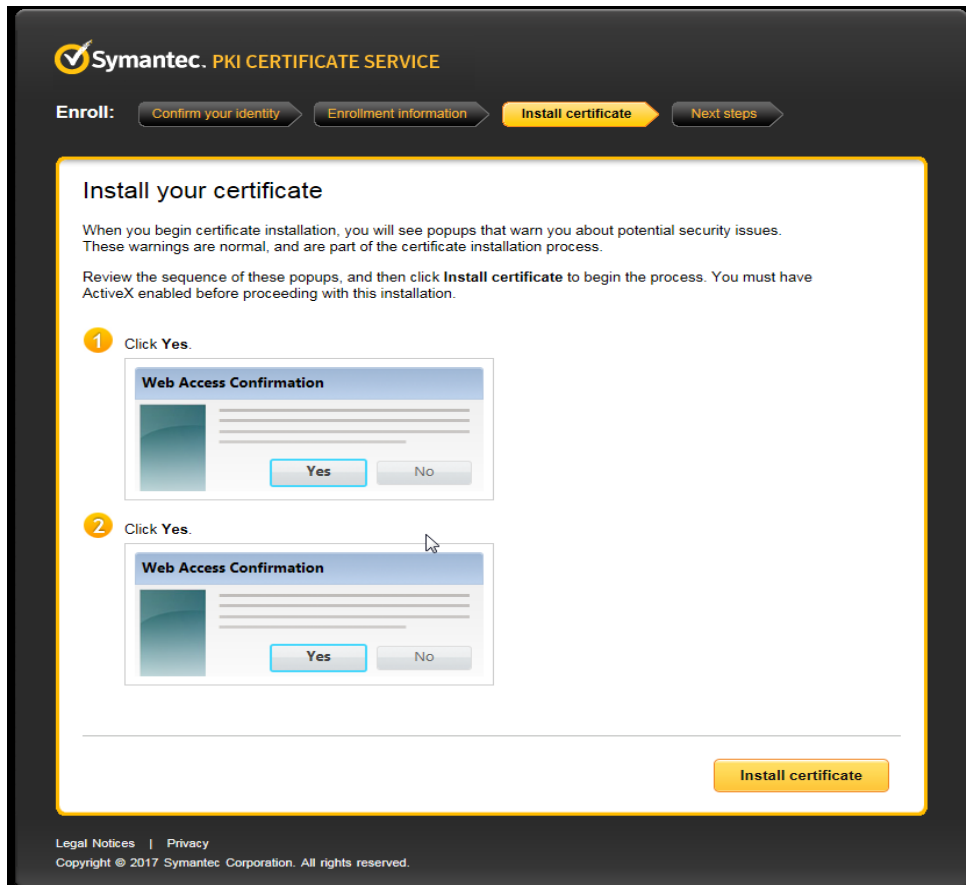 Symantec. PKI CERTIFICATE SERVICE
Enroll: Confirm your identity Enrollment information Install certificate Next steps
Install your certificate
When you begin certificate installation, you will see popups that warn you about potential security issues.
These warnings are normal, and are part of the certificate installation process.
Review the sequence of these popups, and then click Install certificate to begin the process. You must have
ActiveX enabled before proceeding with this installation.
1 Click Yes.
Web Access Confirmation
Yes No
2 Click Yes.
Web Access Confirmation
Yes No
Install certificate
Legal Notices | Privacy
Copyright © 2017 Symantec Corporation. All rights reserved.